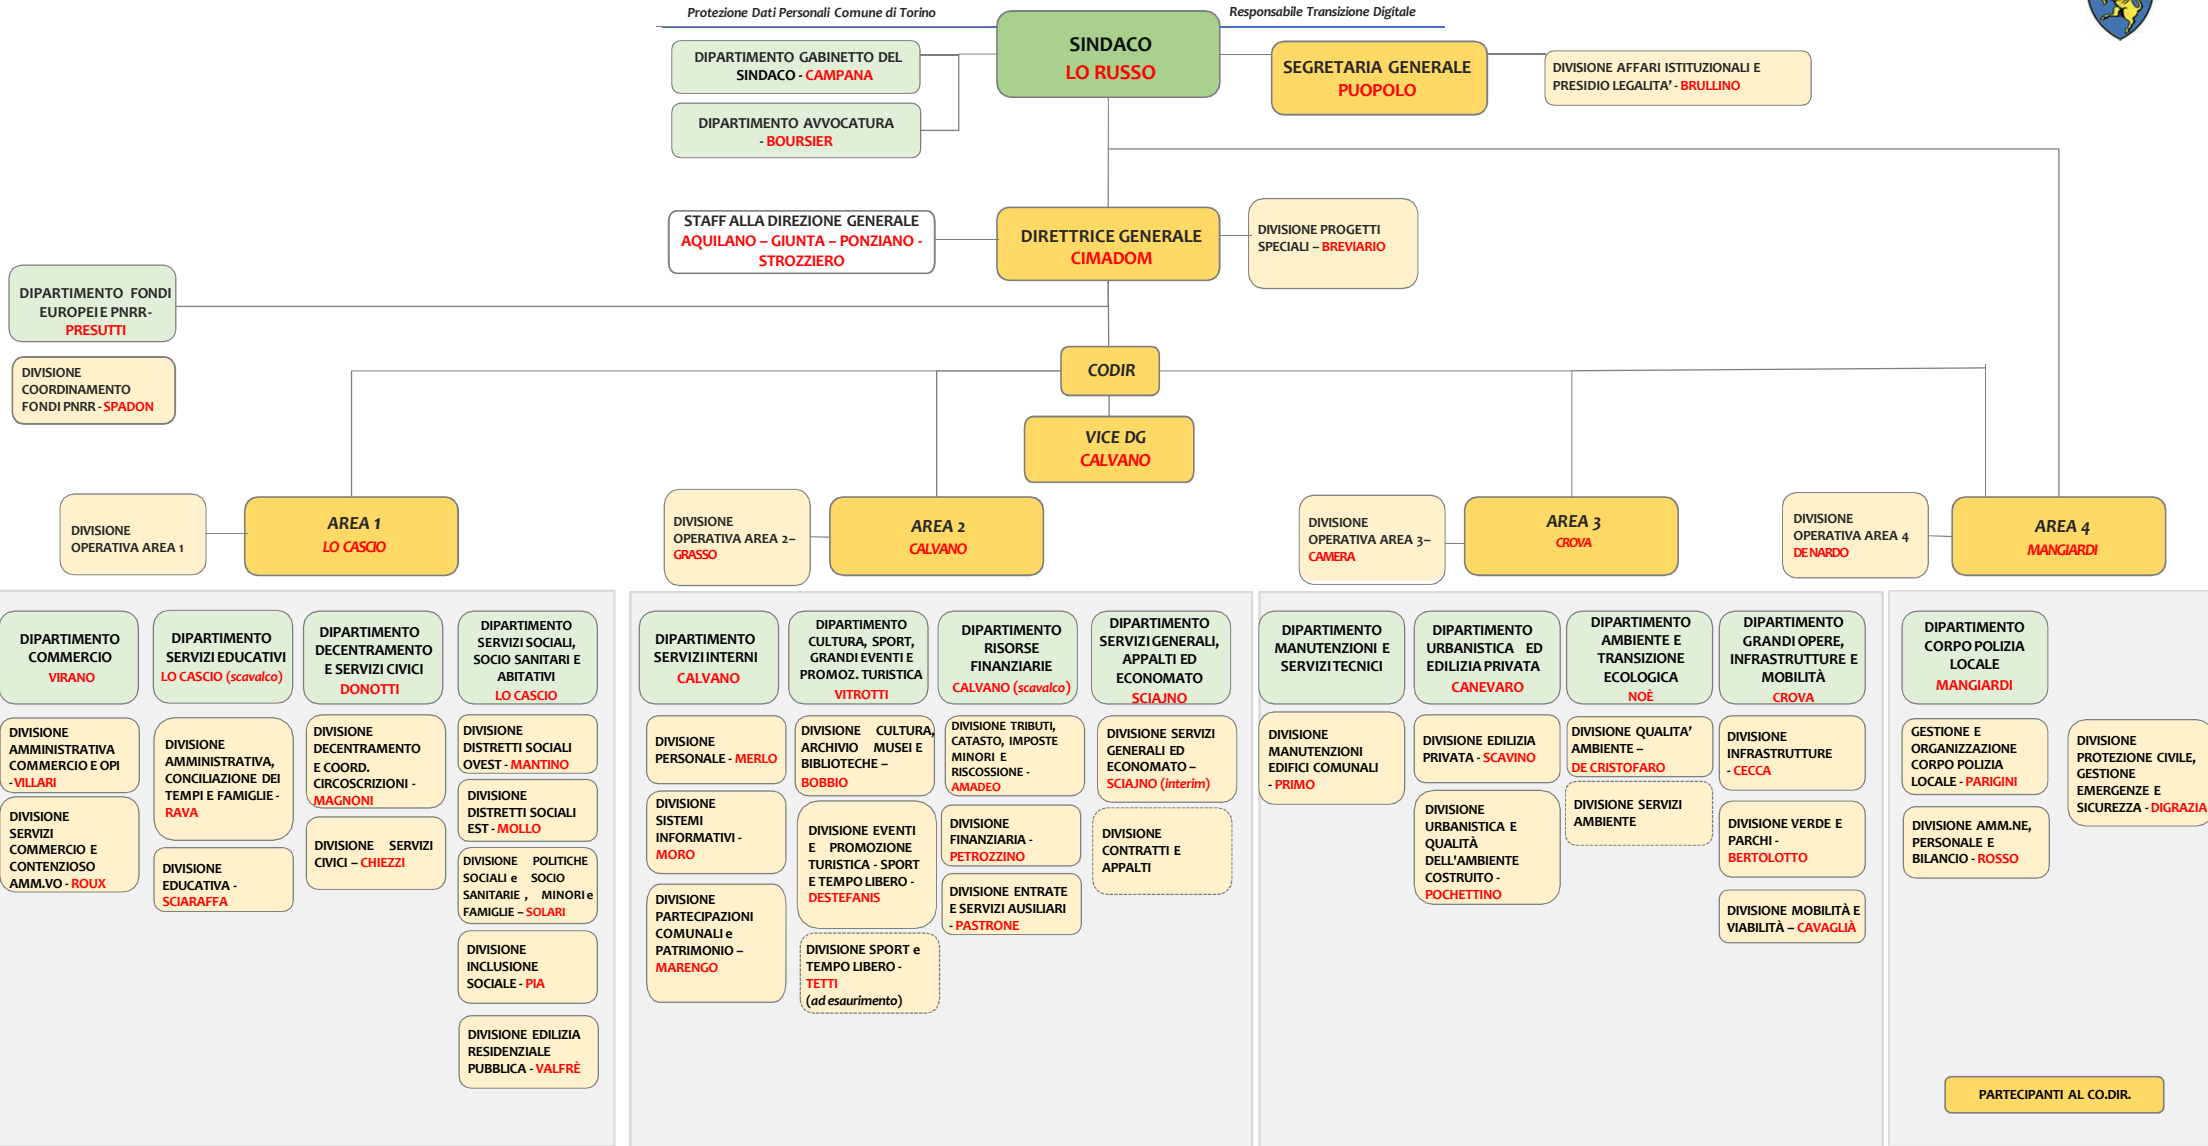 Protezione Dati Personali Comune di Torino
Responsabile Transizione Digitale
SINDACO
LO RUSSO
DIPARTIMENTO GABINETTO DEL
SINDACO - CAMPANA
DIPARTIMENTO AVVOCATURA
- BOURSIER
SEGRETARIA GENERALE
PUOPOLO
DIVISIONE AFFARI ISTITUZIONALI E
PRESIDIO LEGALITA' - BRULLINO
STAFF ALLA DIREZIONE GENERALE
AQUILANO – GIUNTA – PONZIANO -
STROZZIERO
DIRETTRICE GENERALE
CIMADOM
DIVISIONE PROGETTI
SPECIALI – BREVIARIO
DIPARTIMENTO FONDI
EUROPEI E PNRR-
PRESUTTI
DIVISIONE
COORDINAMENTO
FONDI PNRR - SPADON
CODIR
VICE DG
CALVANO
DIVISIONE
OPERATIVA AREA 1
AREA 1
LO CASCIO
DIVISIONE
OPERATIVA AREA 2–
GRASSO
AREA 2
CALVANO
DIVISIONE
OPERATIVA AREA 3–
CAMERA
AREA 3
CROVA
DIVISIONE
OPERATIVA AREA 4
DE NARDO
AREA 4
MANGIARDI
DIPARTIMENTO
COMMERCIO
VIRANO
DIVISIONE
AMMINISTRATIVA
COMMERCIO E OPI
- VILLARI
DIVISIONE
SERVIZI
COMMERCIO E
CONTENZIOSO
AMM.VO - ROUX
DIPARTIMENTO
SERVIZI EDUCATIVI
LO CASCIO (scavalco)
DIVISIONE
AMMINISTRATIVA,
CONCILIAZIONE DEI
TEMPI E FAMIGLIE -
RAVA
DIVISIONE
EDUCATIVA -
SCIARAFFA
DIPARTIMENTO
DECENTRAMENTO
E SERVIZI CIVICI
DONOTTI
DIVISIONE
DECENTRAMENTO
E COORD.
CIRCOSCRIZIONI -
MAGNONI
DIVISIONE SERVIZI
CIVICI – CHIEZZI
DIPARTIMENTO
SERVIZI SOCIALI,
SOCIO SANITARI E
ABITATIVI
LO CASCIO
DIVISIONE
DISTRETTI SOCIALI
OVEST - MANTINO
DIVISIONE
DISTRETTI SOCIALI
EST - MOLLO
DIVISIONE POLITICHE
SOCIALI e SOCIO
SANITARIE , MINORI e
FAMIGLIE – SOLARI
DIVISIONE
INCLUSIONE
SOCIALE - PIA
DIVISIONE EDILIZIA
RESIDENZIALE
PUBBLICA - VALFRÈ
DIPARTIMENTO
SERVIZI INTERNI
CALVANO
DIVISIONE
PERSONALE - MERLO
DIVISIONE
SISTEMI
INFORMATIVI -
MORO
DIVISIONE
PARTECIPAZIONI
COMUNALI e
PATRIMONIO –
MARENGO
DIPARTIMENTO
CULTURA, SPORT,
GRANDI EVENTI E
PROMOZ. TURISTICA
VITROTTI
DIVISIONE CULTURA,
ARCHIVIO MUSEI E
BIBLIOTECHE –
BOBBIO
DIVISIONE EVENTI
E PROMOZIONE
TURISTICA - SPORT
E TEMPO LIBERO -
DESTEFANIS
DIVISIONE SPORT e
TEMPO LIBERO -
TETTI
(ad esaurimento)
DIPARTIMENTO
RISORSE
FINANZIARIE
CALVANO (scavalco)
DIVISIONE TRIBUTI,
CATASTO, IMPOSTE
MINORI E
RISCOSSIONE -
AMADEO
DIVISIONE
FINANZIARIA -
PETROZZINO
DIVISIONE ENTRATE
E SERVIZI AUSILIARI
- PASTRONE
DIPARTIMENTO
SERVIZI GENERALI,
APPALTI ED
ECONOMATO
SCIAJNO
DIVISIONE SERVIZI
GENERALI ED
ECONOMATO –
SCIAJNO (interim)
DIVISIONE
CONTRATTI E
APPALTI
DIPARTIMENTO
MANUTENZIONI E
SERVIZI TECNICI
DIVISIONE
MANUTENZIONI
EDIFICI COMUNALI
- PRIMO
DIPARTIMENTO
URBANISTICA ED
EDILIZIA PRIVATA
CANEVARO
DIVISIONE EDILIZIA
PRIVATA - SCAVINO
DIVISIONE
URBANISTICA E
QUALITÀ
DELL'AMBIENTE
COSTRUITO -
POCHETTINO
DIPARTIMENTO
AMBIENTE E
TRANSIZIONE
ECOLOGICA
NOÈ
DIVISIONE QUALITA'
AMBIENTE –
DE CRISTOFARO
DIVISIONE SERVIZI
AMBIENTE
DIPARTIMENTO
GRANDI OPERE,
INFRASTRUTTURE E
MOBILITÀ
CROVA
DIVISIONE
INFRASTRUTTURE
- CECCA
DIVISIONE VERDE E
PARCHI -
BERTOLOTTO
DIVISIONE MOBILITÀ E
VIABILITÀ – CAVAGLIÀ
DIPARTIMENTO
CORPO POLIZIA
LOCALE
MANGIARDI
GESTIONE E
ORGANIZZAZIONE
CORPO POLIZIA
LOCALE - PARIGINI
DIVISIONE AMM.NE,
PERSONALE E
BILANCIO - ROSSO
DIVISIONE
PROTEZIONE CIVILE,
GESTIONE
EMERGENZE E
SICUREZZA - DIGRAZIA
PARTECIPANTI AL CO.DIR.